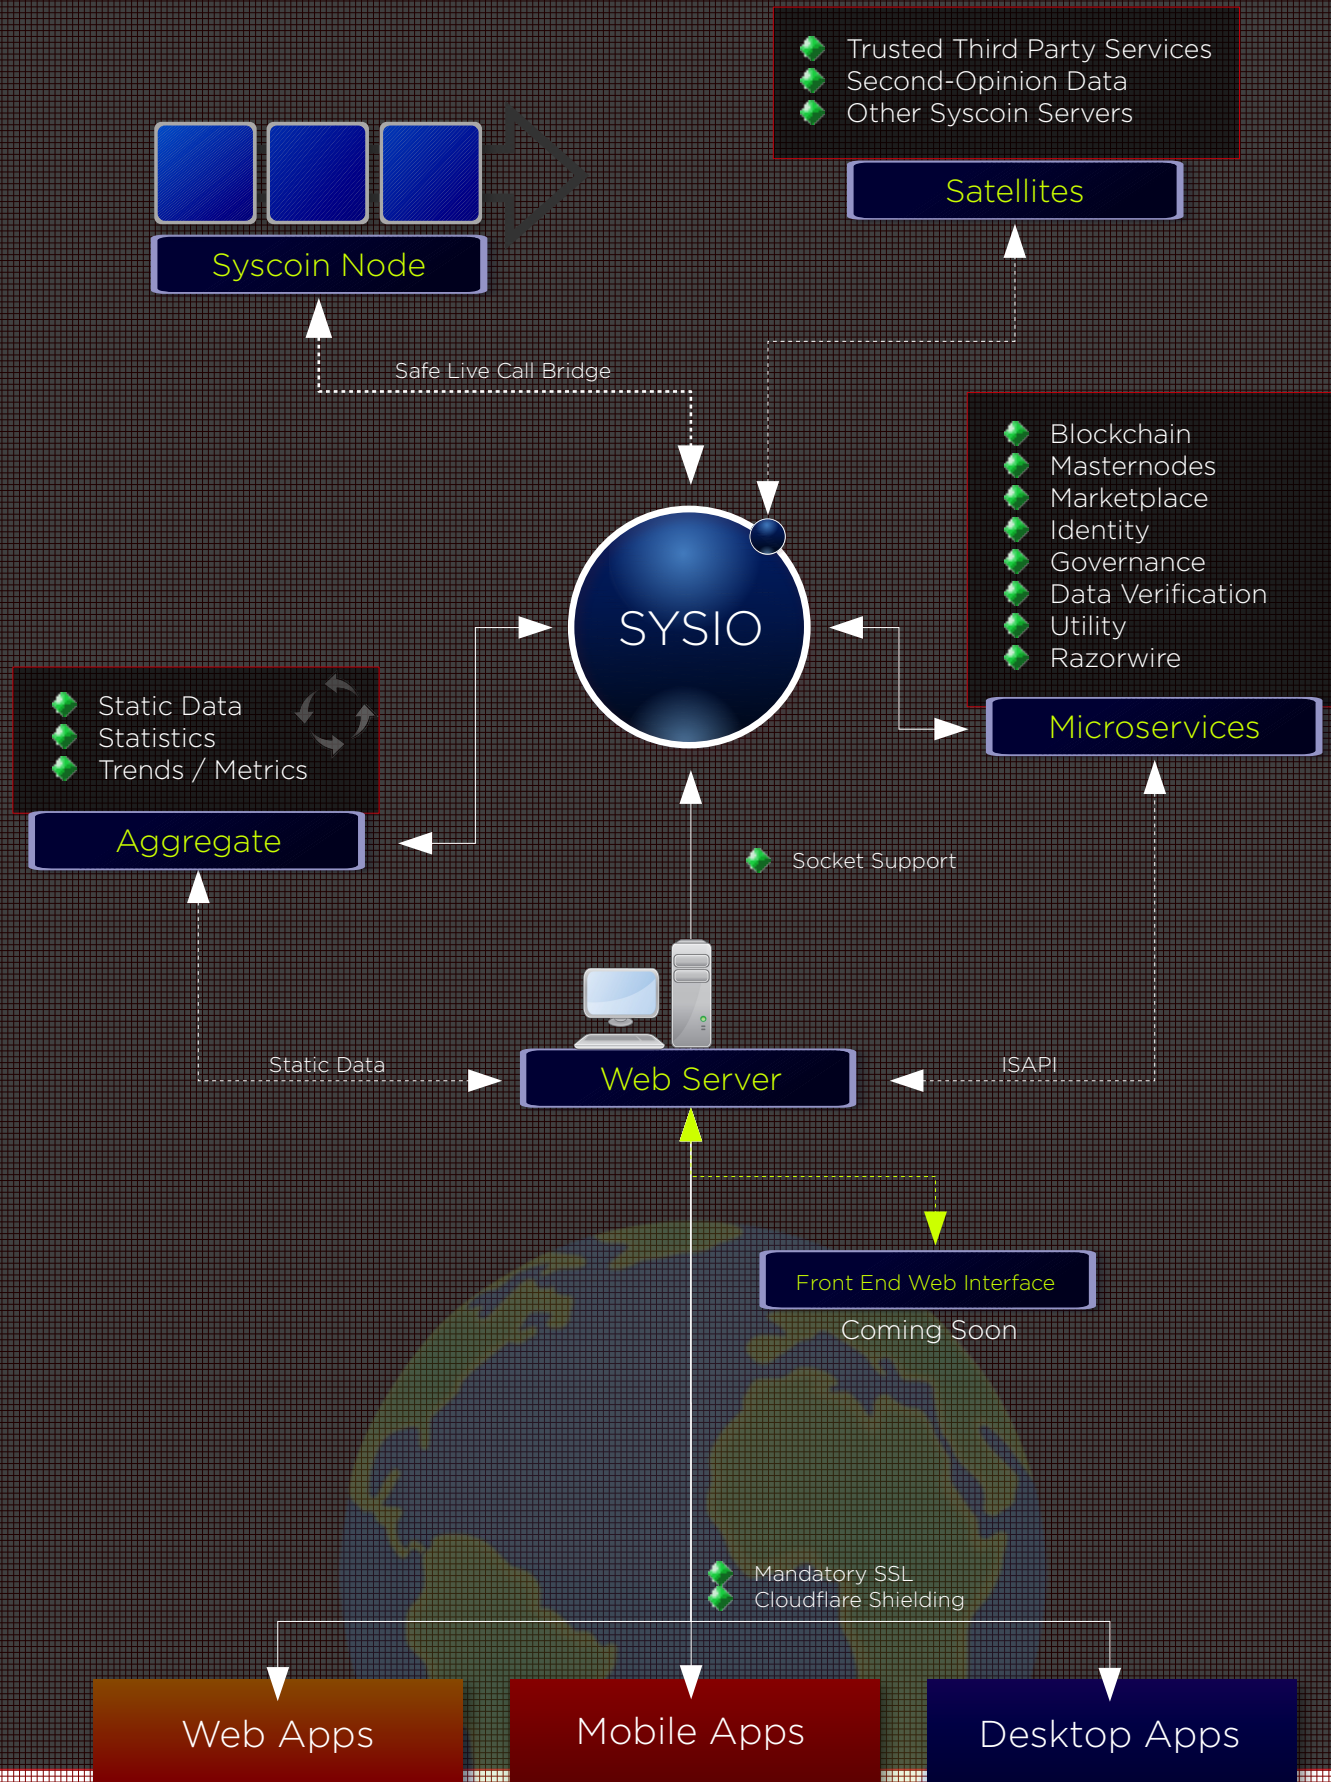 Trusted Third Party Services
Second-Opinion Data
Other Syscoin Servers
Satellites
Syscoin Node
Safe Live Call Bridge
Blockchain
Masternodes
Marketplace
Identity
Governance
Data Verification
Utility
Razorwire
Microservices
SYSIO
Static Data
Statistics
Trends / Metrics
Aggregate
Socket Support
Static Data
ISAPI
Web Server
Front End Web Interface
Coming Soon
Mandatory SSL
Cloudflare Shielding
Web Apps
Mobile Apps
Desktop Apps